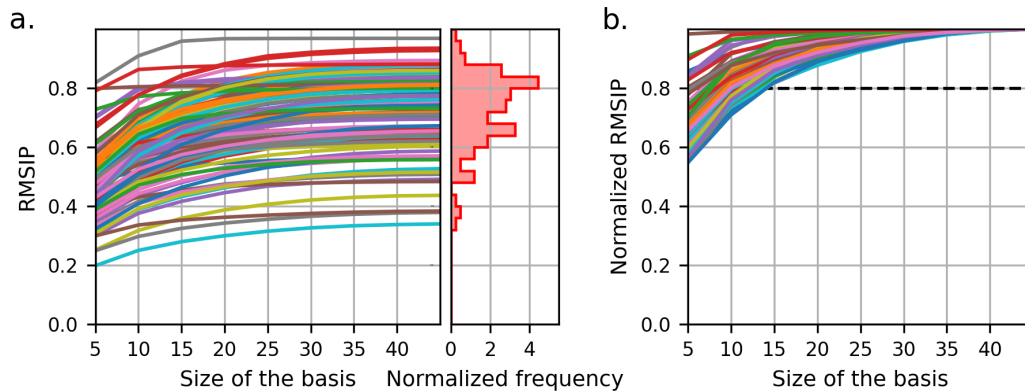 a.
b.
RMSIP
0.8
0.6
0.4
0.2
0.0
5 10 15 20 25 30 35 40
Size of the basis
0 2 4
Normalized frequency
Normalized RMSIP
0.8
0.6
0.4
0.2
0.0
5 10 15 20 25 30 35 40
Size of the basis